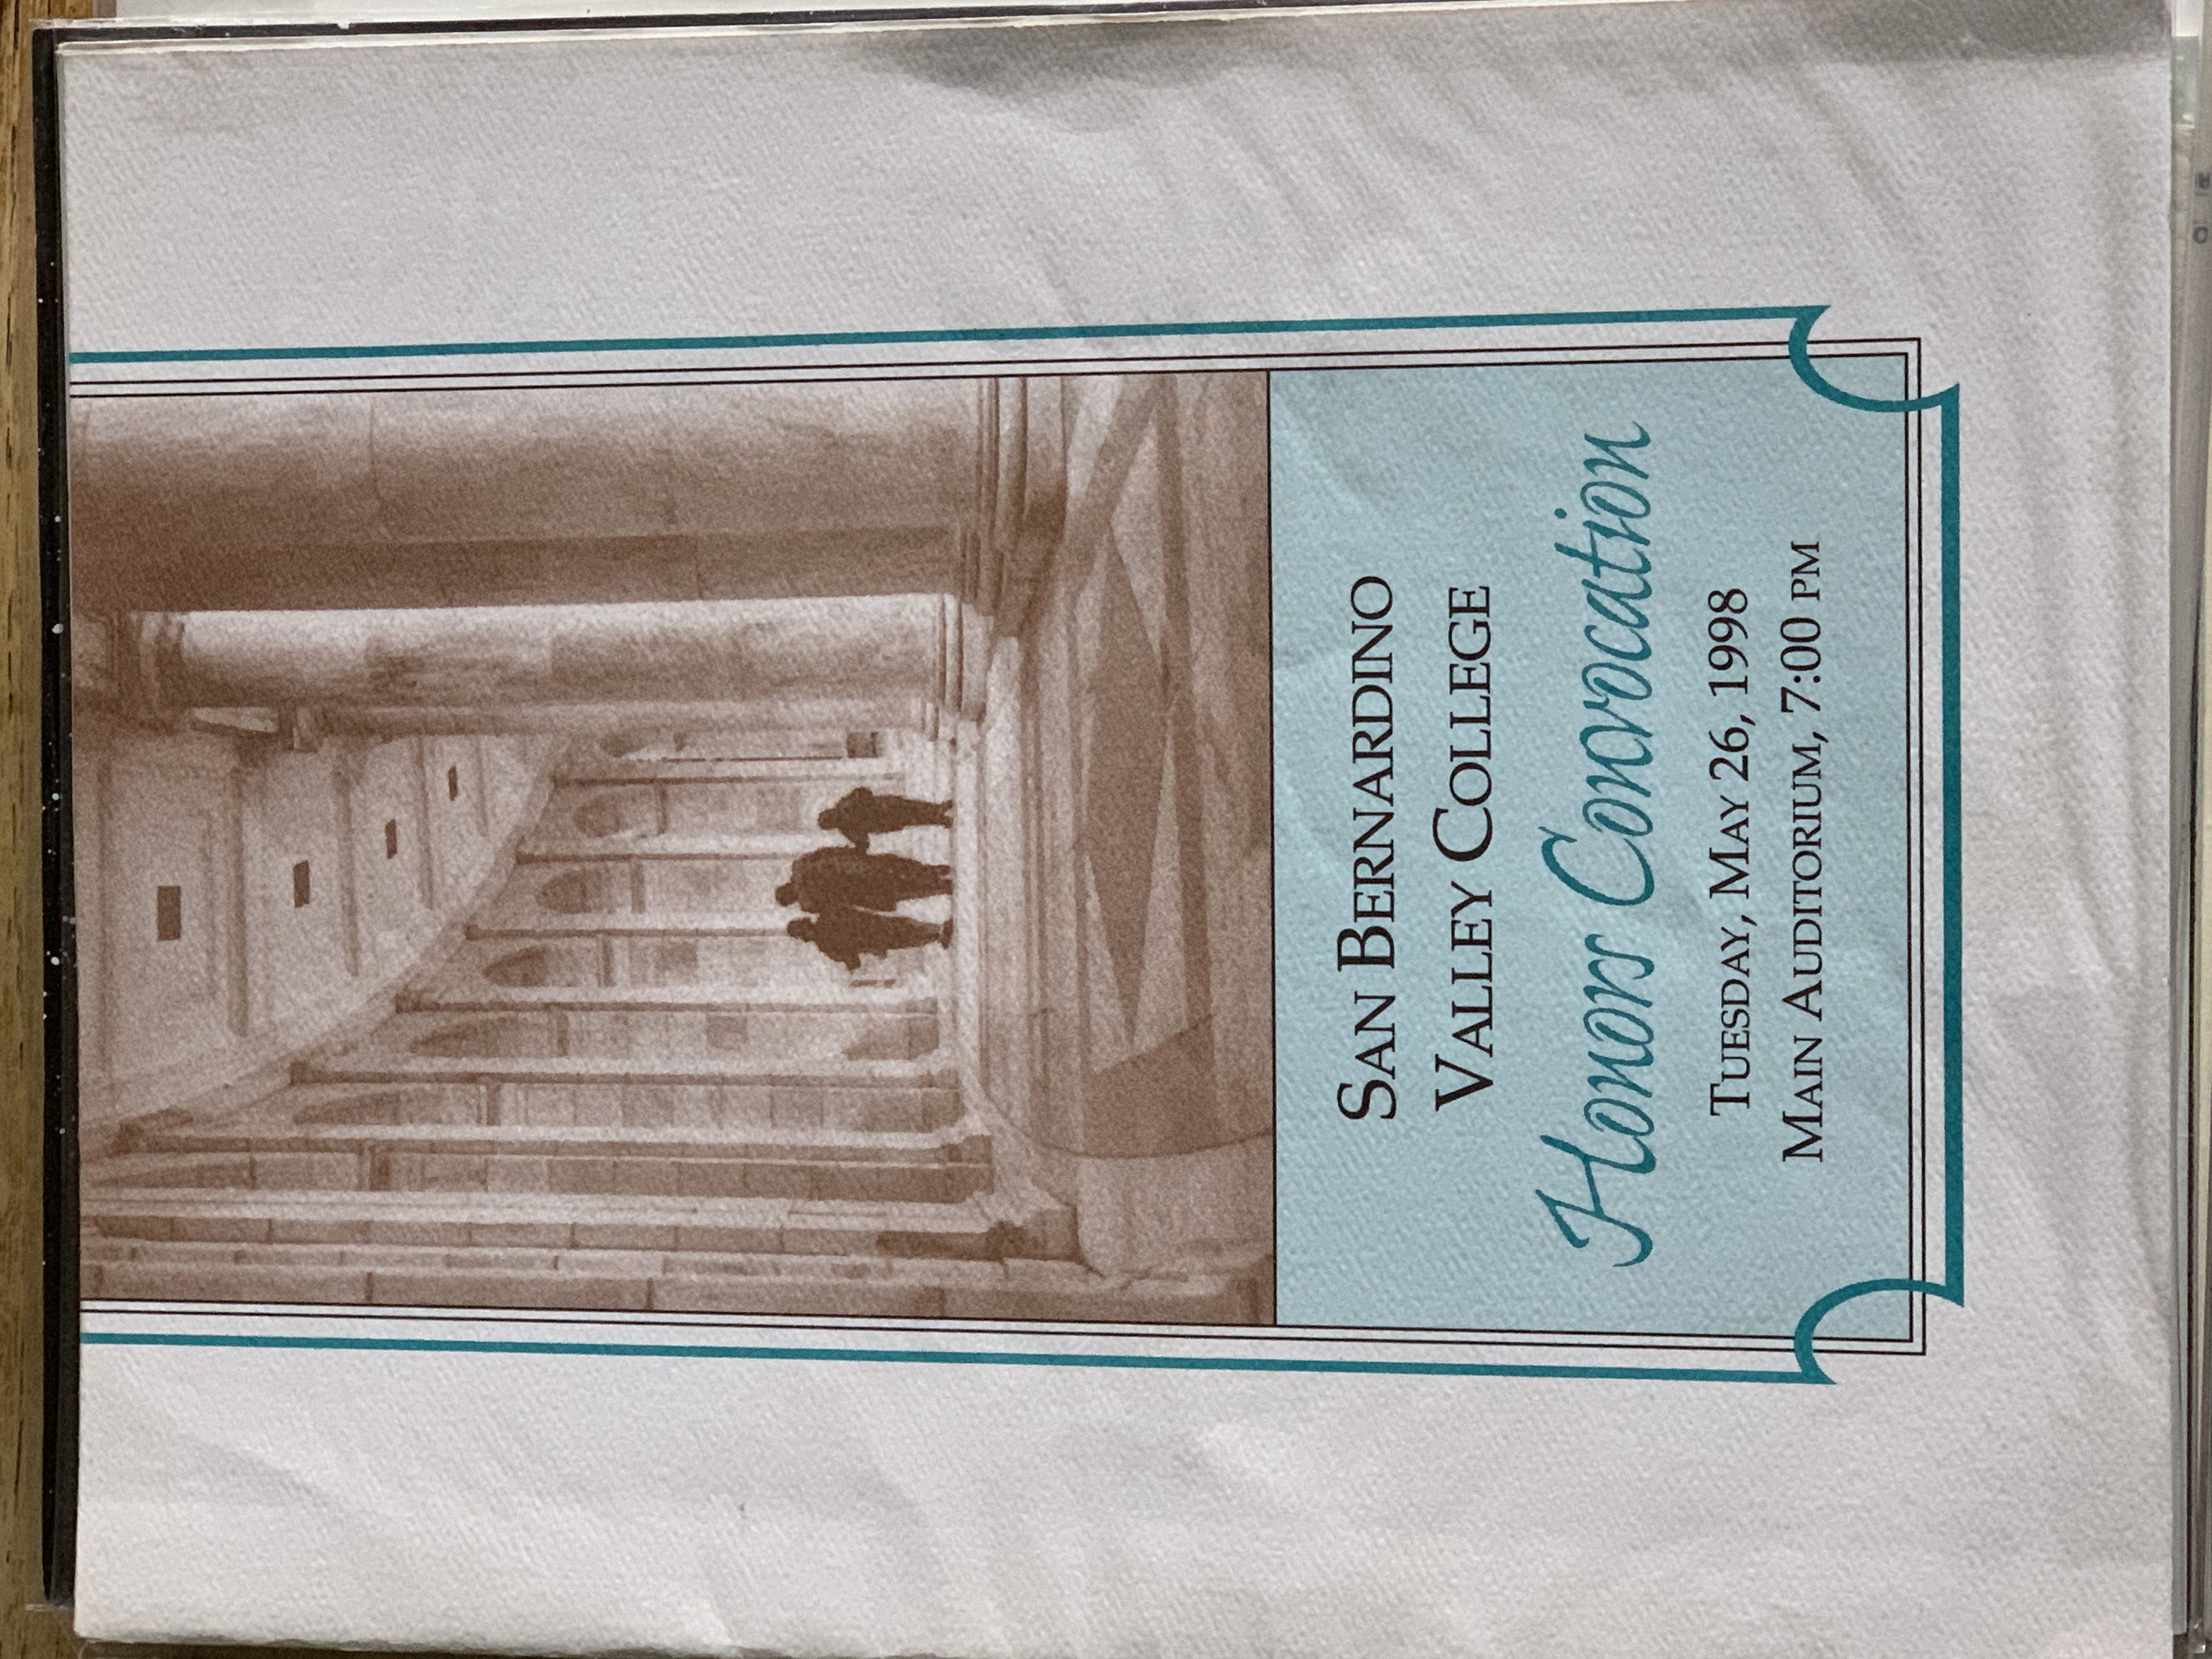 San Bernardino
Valley College
Honors Convocation
Tuesday, May 26, 1998
Main Auditorium, 7:00 pm